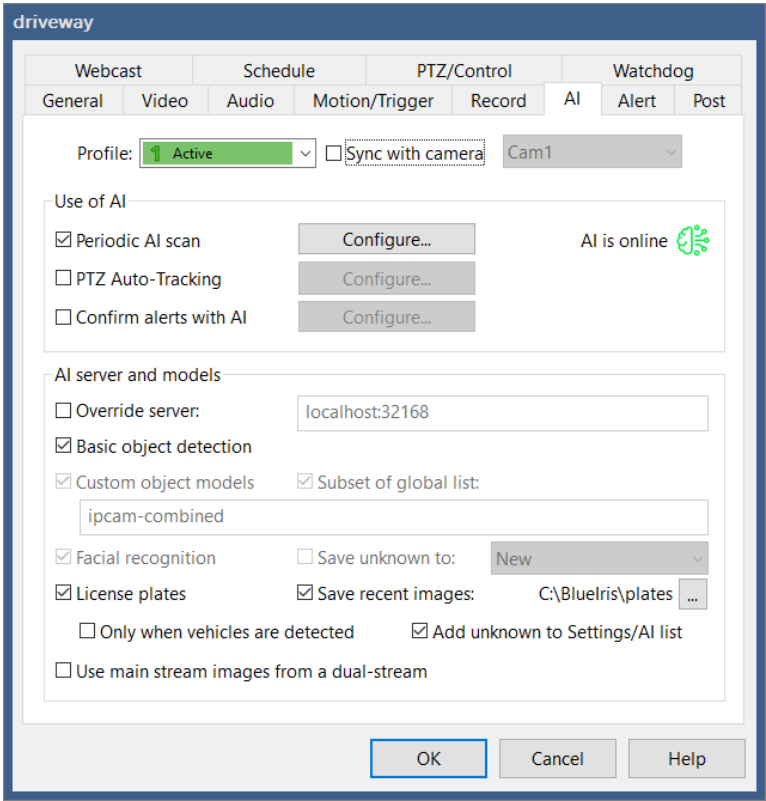 driveway
Webcast Schedule PTZ/Control Watchdog
General Video Audio Motion/Trigger Record AI Alert Post
Profile: 1 Active Sync with camera Cam1
Use of AI
Periodic AI scan Configure... AI is online
PTZ Auto-Tracking Configure...
Confirm alerts with AI Configure...
AI server and models
Override server: localhost:32168
Basic object detection
Custom object models Subset of global list:
ipcam-combined
Facial recognition Save unknown to: New
License plates Save recent images: C:\BlueIris\plates ...
Only when vehicles are detected Add unknown to Settings/AI list
Use main stream images from a dual-stream
OK Cancel Help